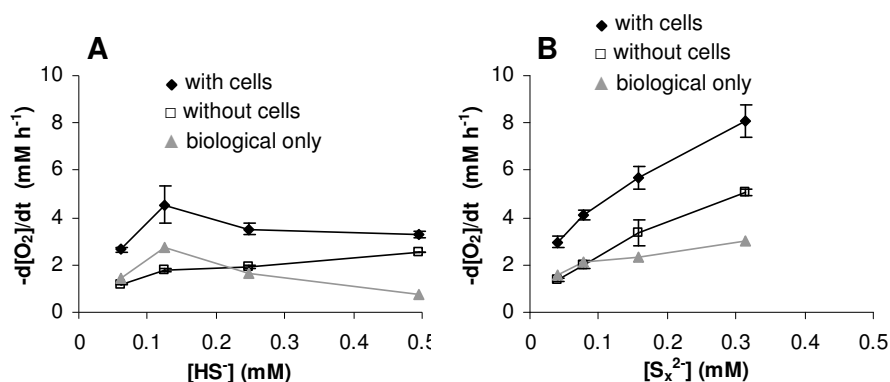 A
with cells
without cells
biological only
-d[O₂]/dt (mM h⁻¹)
10
8
6
4
2
0
0 0.1 0.2 0.3 0.4 0.5
[HS⁻] (mM)
B
with cells
without cells
biological only
-d[O₂]/dt (mM h⁻¹)
10
8
6
4
2
0
0 0.1 0.2 0.3 0.4 0.5
[Sₓ²⁻] (mM)